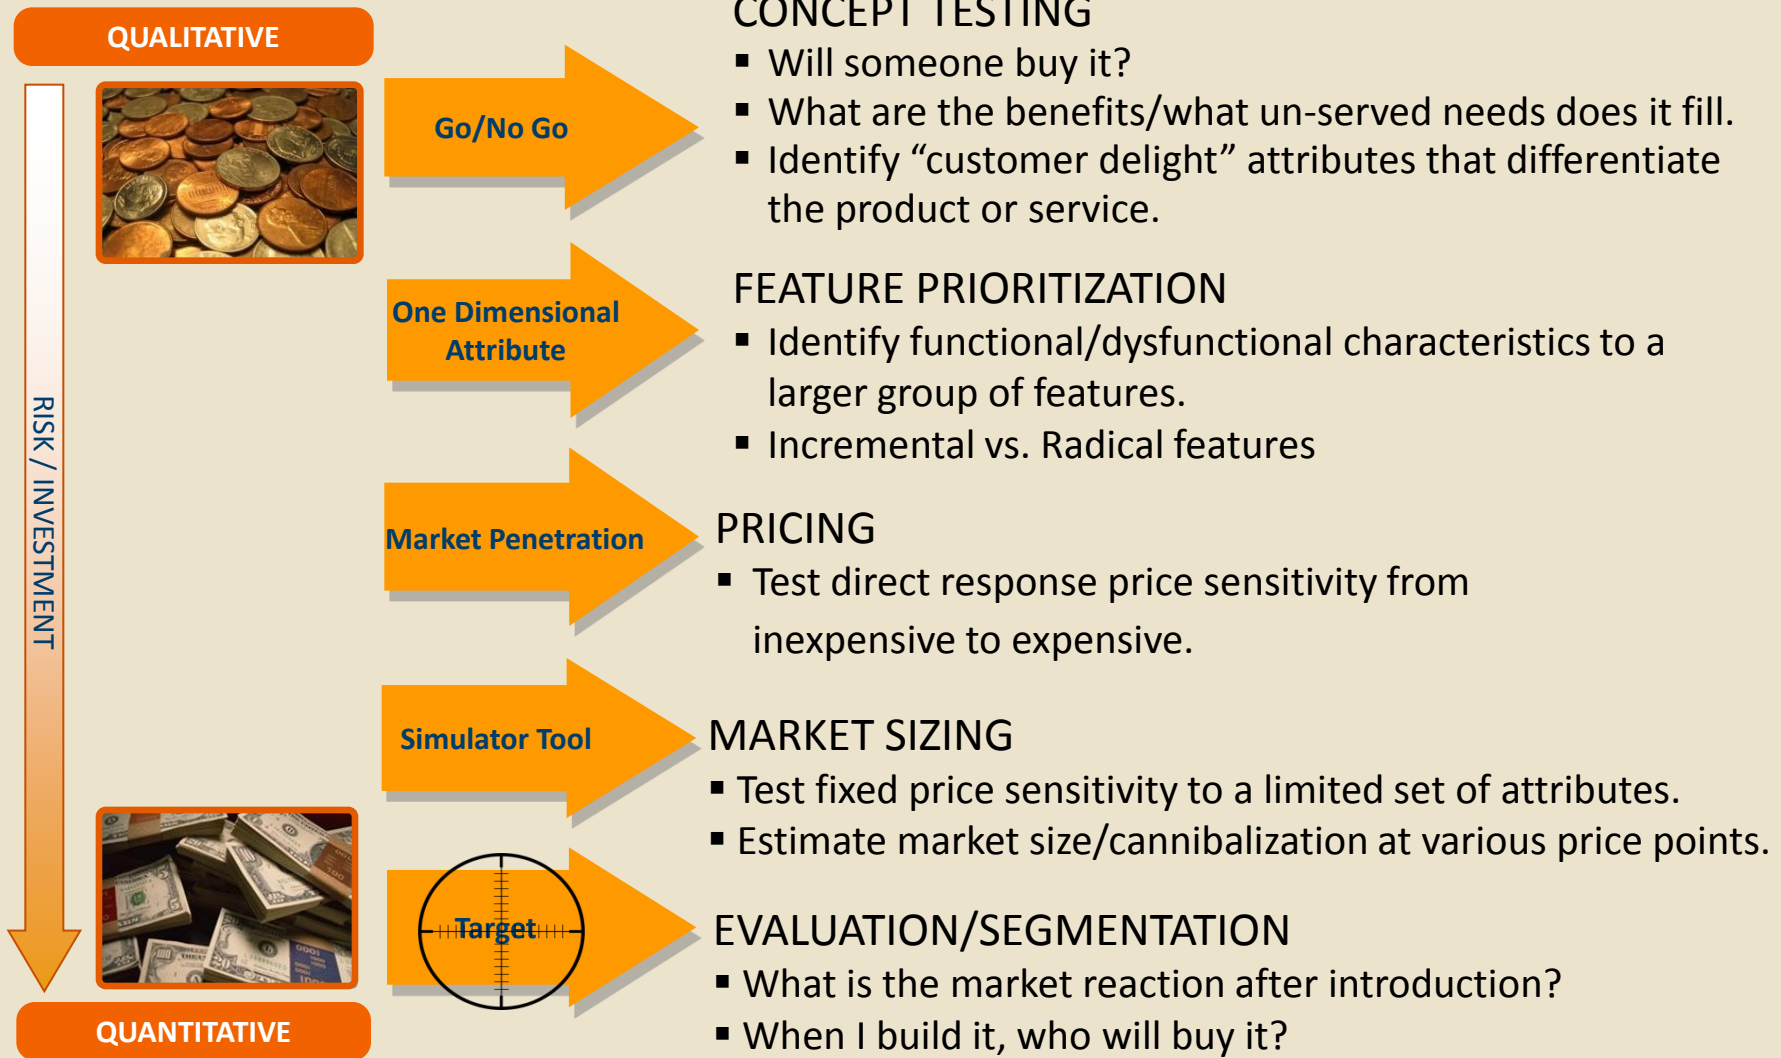 QUALITATIVE
RISK / INVESTMENT
QUANTITATIVE
Go/No Go
CONCEPT TESTING
▪ Will someone buy it?
▪ What are the benefits/what un-served needs does it fill.
▪ Identify “customer delight” attributes that differentiate
the product or service.
One Dimensional
Attribute
FEATURE PRIORITIZATION
▪ Identify functional/dysfunctional characteristics to a
larger group of features.
▪ Incremental vs. Radical features
Market Penetration
PRICING
▪ Test direct response price sensitivity from
inexpensive to expensive.
Simulator Tool
MARKET SIZING
▪ Test fixed price sensitivity to a limited set of attributes.
▪ Estimate market size/cannibalization at various price points.
Target
EVALUATION/SEGMENTATION
▪ What is the market reaction after introduction?
▪ When I build it, who will buy it?